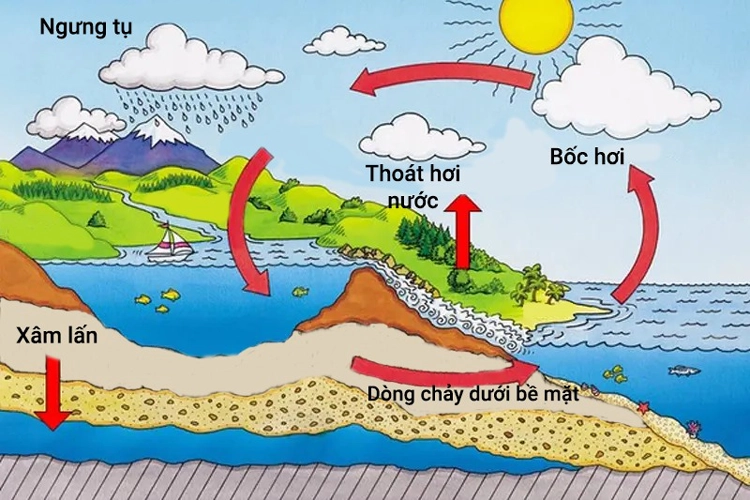 Ngưng tụ
Bốc hơi
Thoát hơi
nước
Xâm lấn
Dòng chảy dưới bề mặt